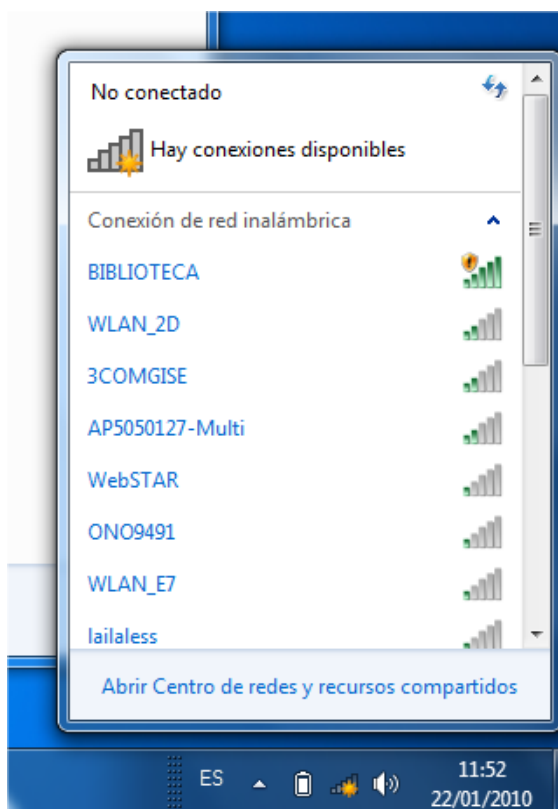 No conectado
Hay conexiones disponibles
Conexión de red inalámbrica
BIBLIOTECA
WLAN_2D
3COMGISE
AP5050127-Multi
WebSTAR
ONO9491
WLAN_E7
lailaless
Abrir Centro de redes y recursos compartidos
ES
11:52
22/01/2010